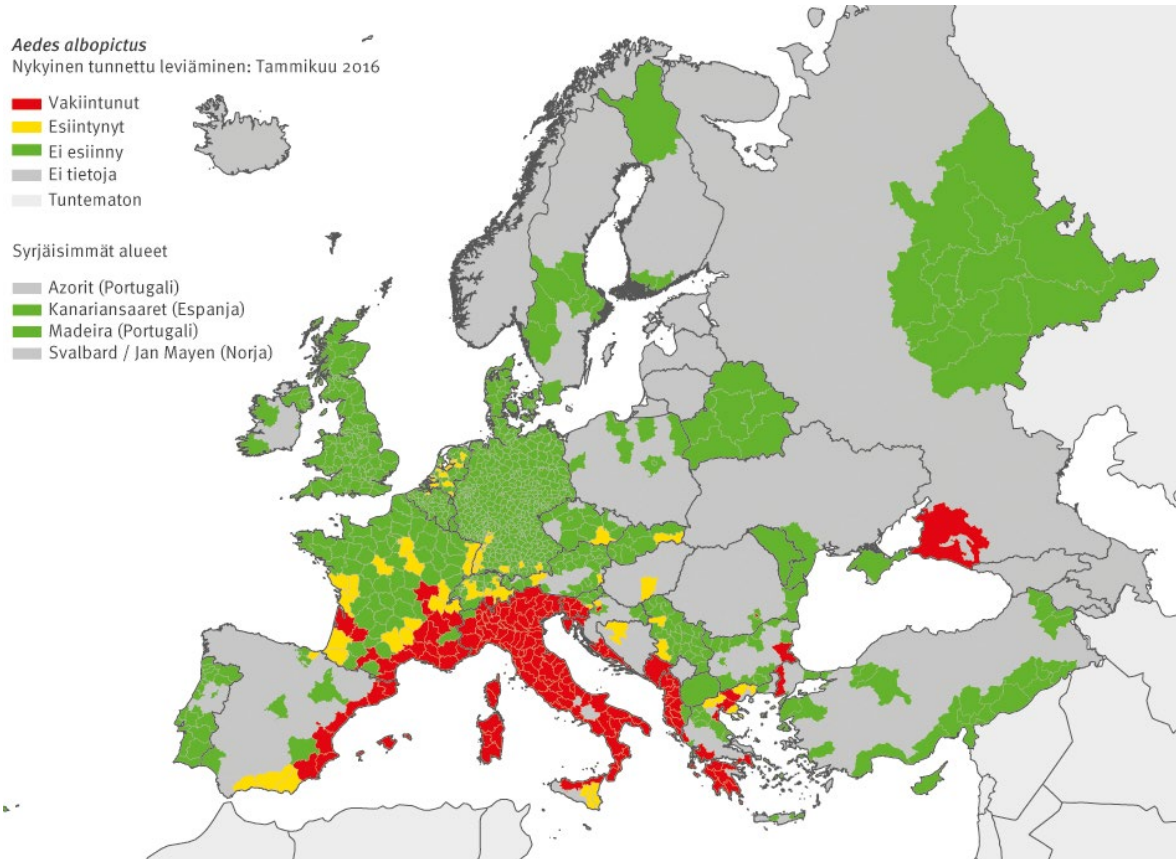 Aedes albopictus
Nykyinen tunnettu leviäminen: Tammikuu 2016
Vakiintunut
Esiintynyt
Ei esiinny
Ei tietoja
Tuntematon
Syrjäisimmät alueet
Azorit (Portugali)
Kanariansaaret (Espanja)
Madeira (Portugali)
Svalbard / Jan Mayen (Norja)